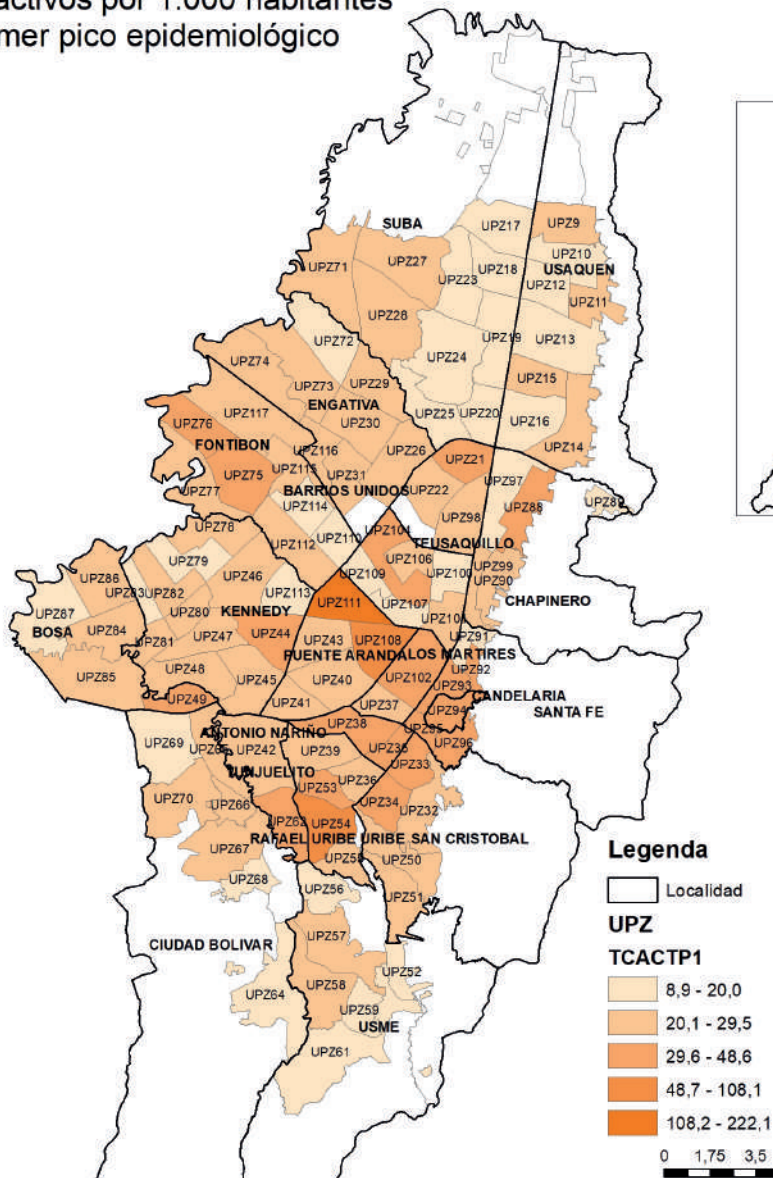 activos por 1.000 habitantes
mer pico epidemiológico
SUBA
UPZ17
UPZ9
UPZ71
UPZ27
UPZ23
UPZ18
UPZ10
USAQUEN
UPZ12
UPZ11
UPZ28
UPZ72
UPZ24
UPZ19
UPZ13
UPZ74
UPZ73
UPZ29
UPZ15
ENGATIVA
UPZ117
UPZ30
UPZ25
UPZ20
UPZ16
UPZ76
FONTIBON
UPZ116
UPZ26
UPZ14
UPZ75
UPZ115
UPZ31
UPZ21
UPZ97
UPZ77
BARRIOS UNIDOS
UPZ22
UPZ88
UPZ89
UPZ114
UPZ98
UPZ78
UPZ112
UPZ110
UPZ104
TEUSAQUILLO
UPZ79
UPZ106
UPZ99
UPZ86
UPZ46
UPZ109
UPZ100
UPZ90
UPZ87
UPZ83
UPZ82
UPZ113
UPZ111
UPZ107
CHAPINERO
UPZ80
KENNEDY
BOSA
UPZ84
UPZ81
UPZ47
UPZ44
UPZ43
UPZ108
UPZ91
PUENTE ARANDA
LOS MARTIRES
UPZ85
UPZ48
UPZ45
UPZ40
UPZ102
UPZ92
UPZ93
UPZ49
UPZ41
UPZ37
CANDELARIA
UPZ94
SANTA FE
UPZ38
UPZ95
ANTONIO NARIÑO
UPZ69
UPZ42
UPZ39
UPZ96
TUNJUELITO
UPZ33
UPZ70
UPZ66
UPZ53
UPZ36
UPZ34
UPZ32
UPZ62
UPZ54
RAFAEL URIBE URIBE
SAN CRISTOBAL
UPZ67
UPZ50
UPZ68
UPZ56
UPZ51
CIUDAD BOLIVAR
UPZ57
UPZ52
UPZ64
UPZ58
UPZ59
USME
UPZ61
Legenda
Localidad
UPZ
TCACTP1
8,9 - 20,0
20,1 - 29,5
29,6 - 48,6
48,7 - 108,1
108,2 - 222,1
0 1,75 3,5